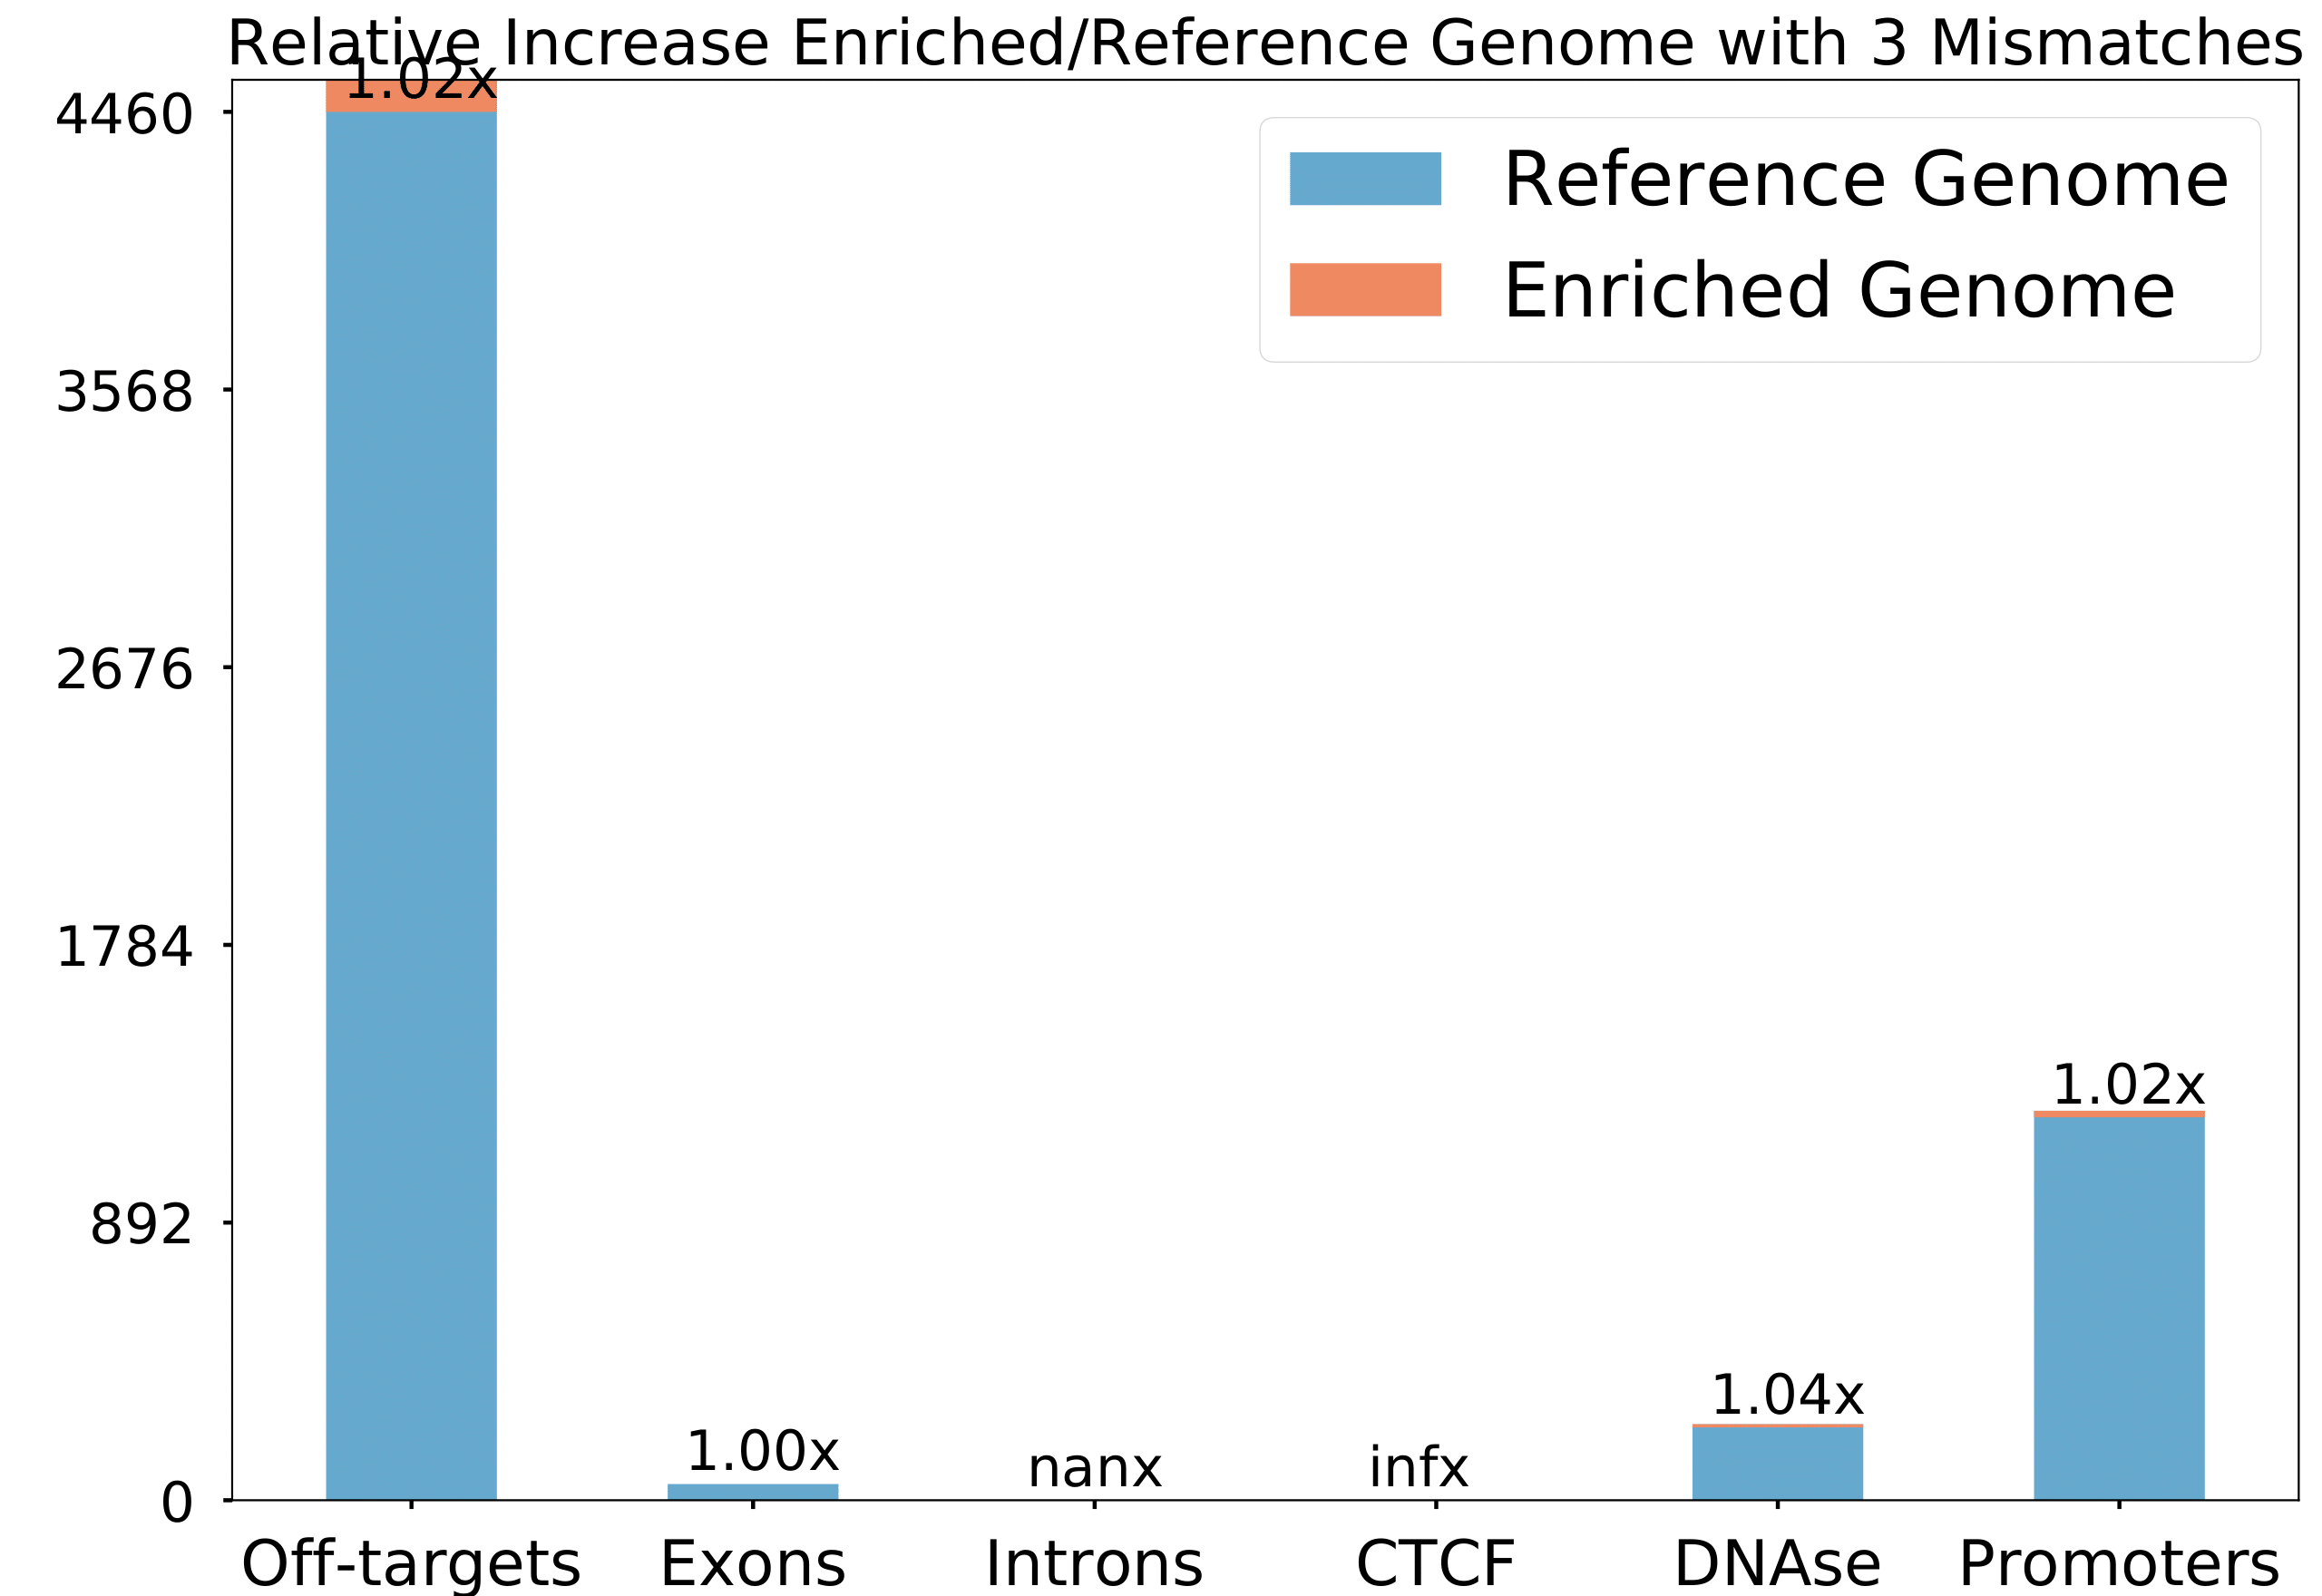 Relative Increase Enriched/Reference Genome with 3 Mismatches
1.02x
4460
Reference Genome
Enriched Genome
3568
2676
1784
892
0
1.00x
nanx
infx
1.04x
1.02x
Off-targets
Exons
Introns
CTCF
DNAse
Promoters